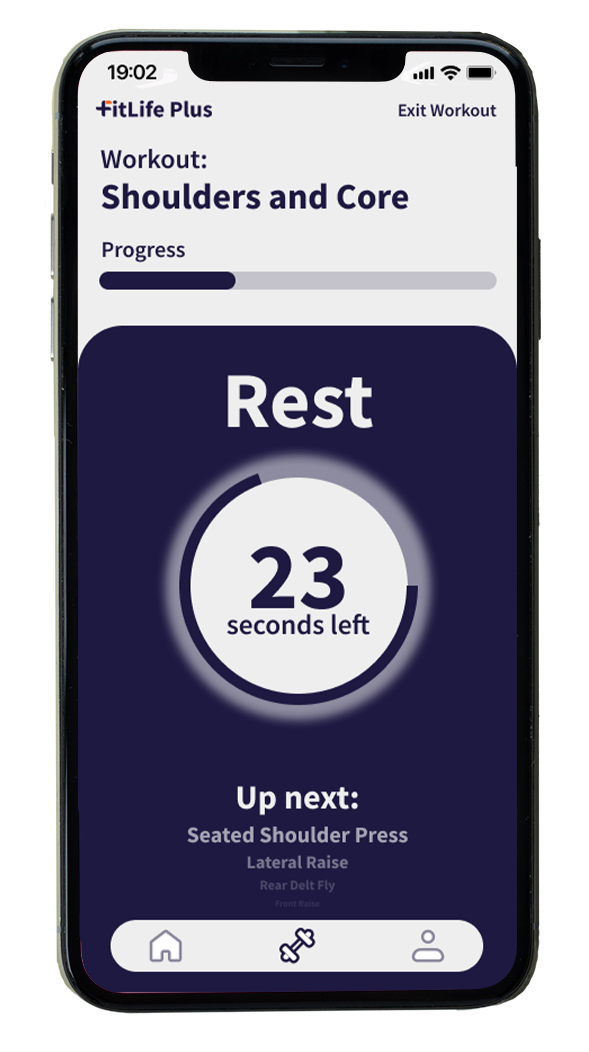 19:02
FitLife Plus
Exit Workout
Workout:
Shoulders and Core
Progress
Rest
23
seconds left
Up next:
Seated Shoulder Press
Lateral Raise
Rear Delt Fly
Front Raise